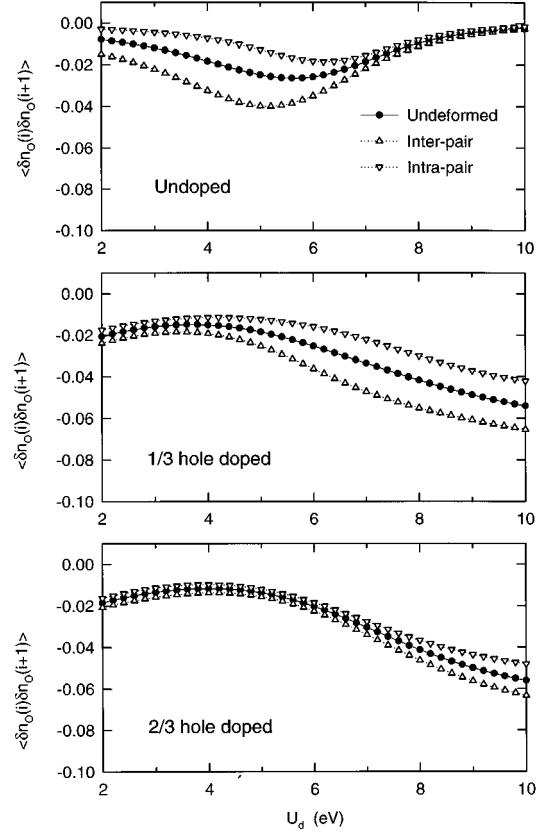 <δn_O(i)δn_O(i+1)>
0.00
-0.02
-0.04
-0.06
-0.08
-0.10
Undeformed
Inter-pair
Intra-pair
Undoped
2 4 6 8 10
<δn_O(i)δn_O(i+1)>
0.00
-0.02
-0.04
-0.06
-0.08
-0.10
1/3 hole doped
2 4 6 8 10
<δn_O(i)δn_O(i+1)>
0.00
-0.02
-0.04
-0.06
-0.08
-0.10
2/3 hole doped
2 4 6 8 10
U_d (eV)